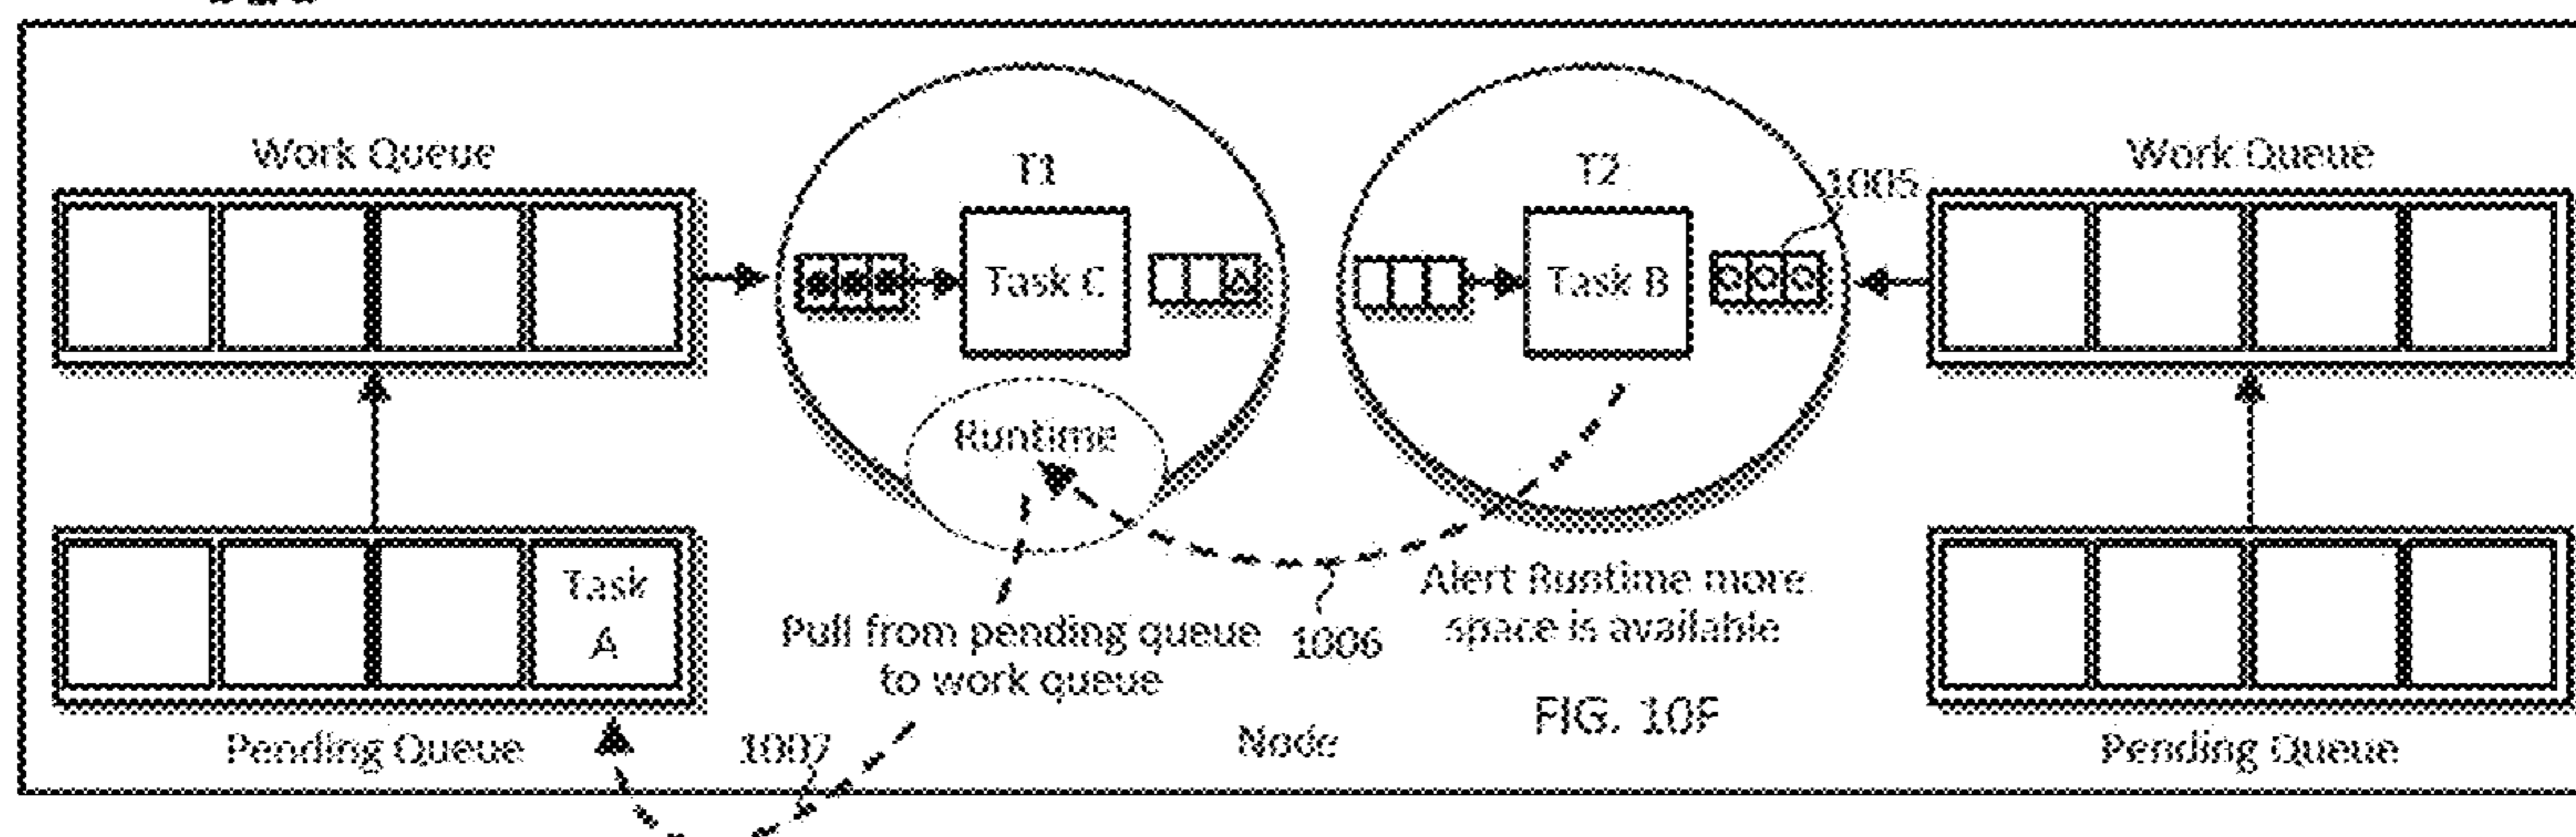 Work Queue
T1
T2
1005
Work Queue
Task C
Task B
Runtime
Task
A
Pull from pending queue
to work queue
1006
Alert Runtime more
space is available
FIG. 10F
Pending Queue
1007
Node
Pending Queue